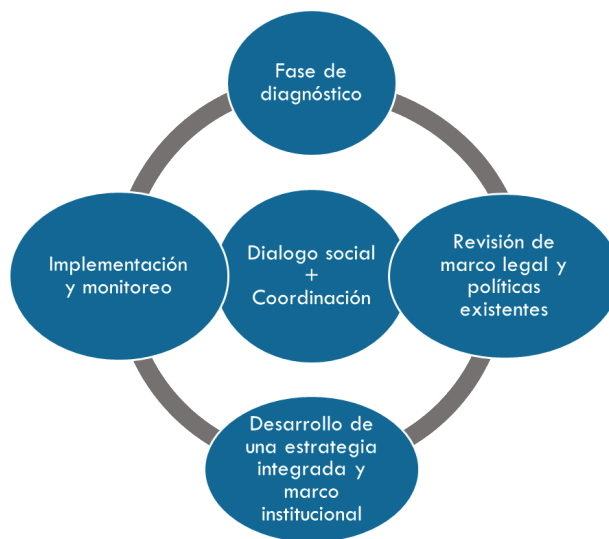 Fase de
diagnóstico
Implementación
y monitoreo
Dialogo social
+
Coordinación
Revisión de
marco legal y
políticas
existentes
Desarrollo de
una estrategia
integrada y
marco
institucional